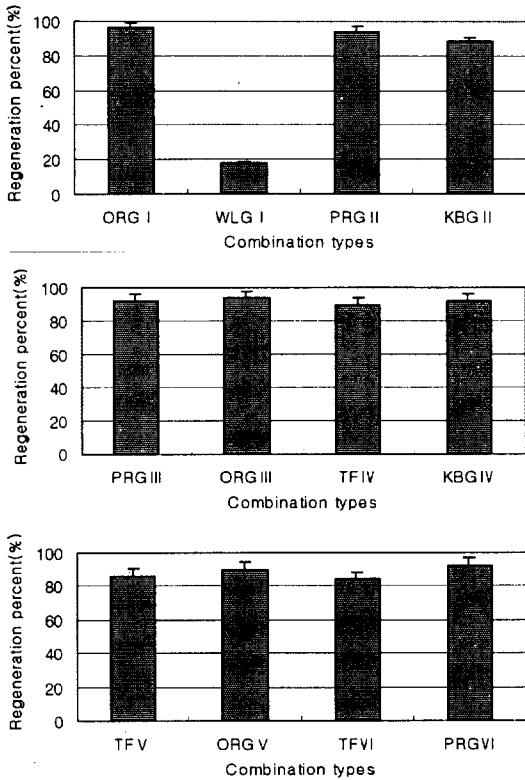 Regeneration percent(%)
100
80
60
40
20
0
ORG I WLG I PRG II KBG II
Combination types
Regeneration percent(%)
100
80
60
40
20
0
PRG III ORG III TF IV KBG IV
Combination types
Regeneration percent(%)
100
80
60
40
20
0
TF V ORG V TF VI PRG VI
Combination types